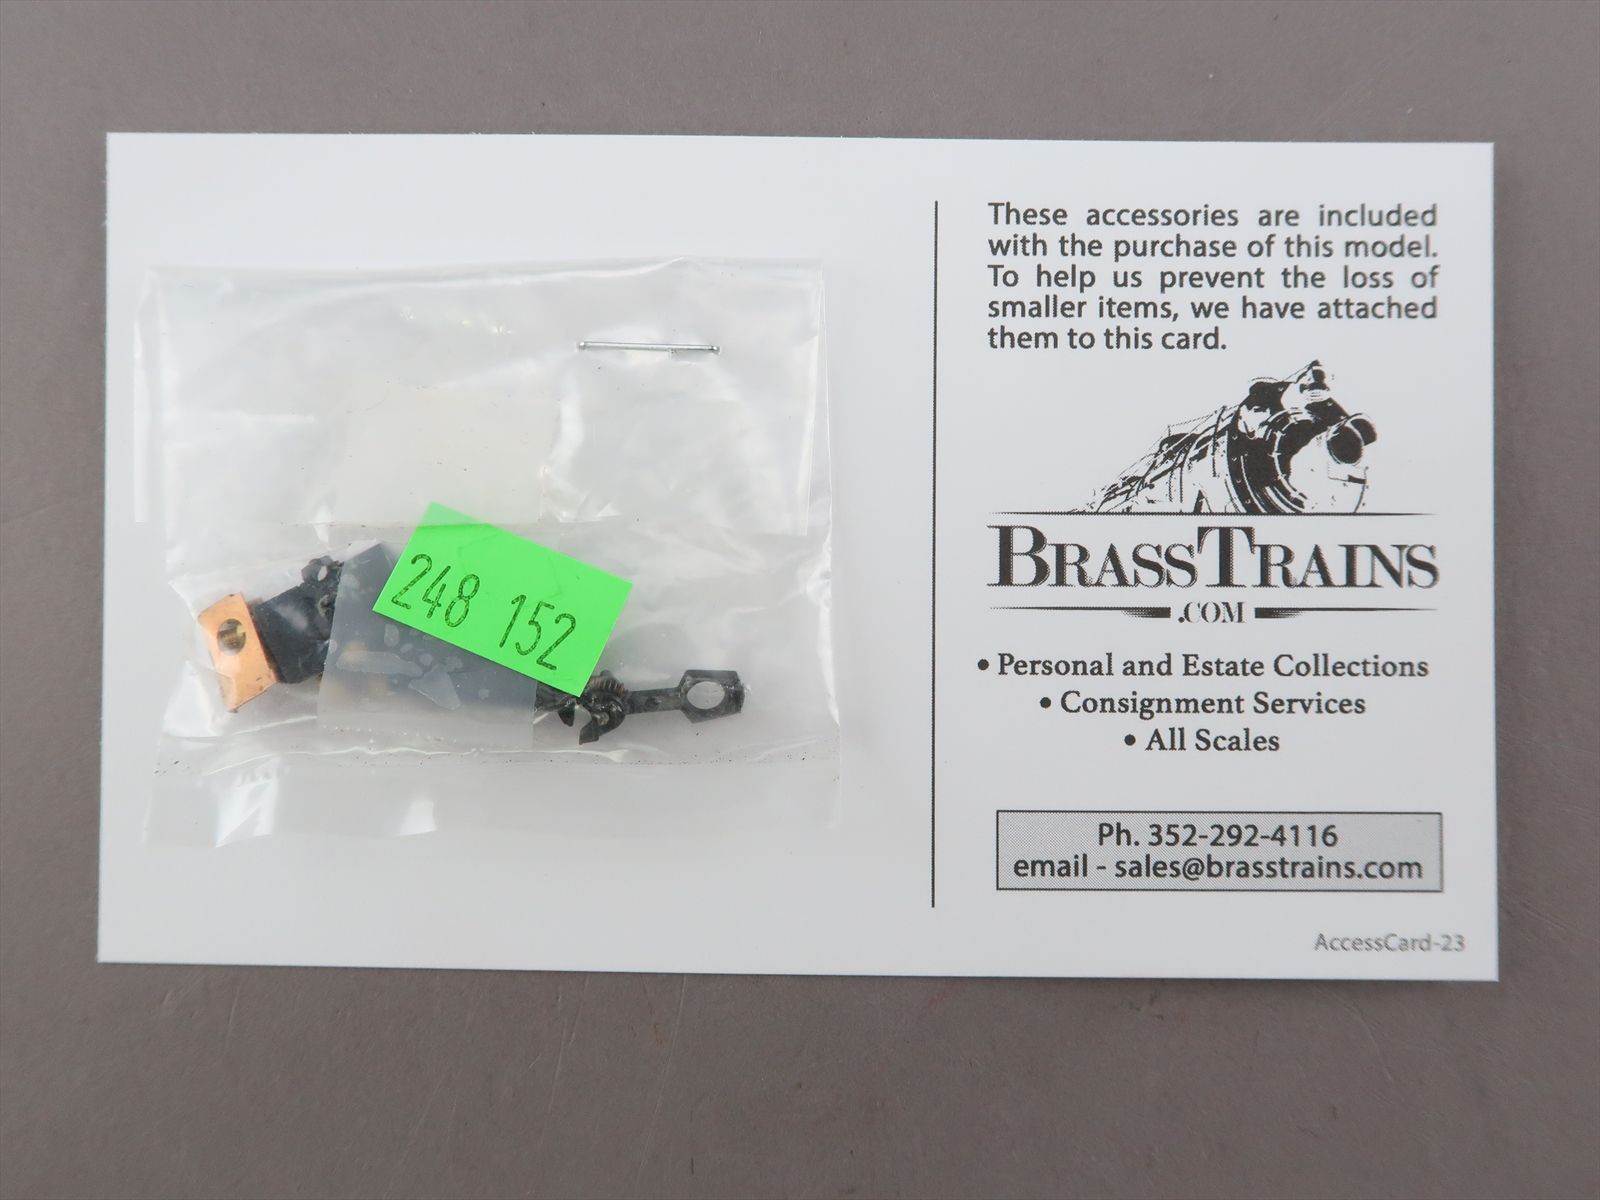 248 152
These accessories are included
with the purchase of this model.
To help us prevent the loss of
smaller items, we have attached
them to this card.
BRASSTRAINS
.COM
• Personal and Estate Collections
• Consignment Services
• All Scales
Ph. 352-292-4116
email - sales@brasstrains.com
AccessCard-23